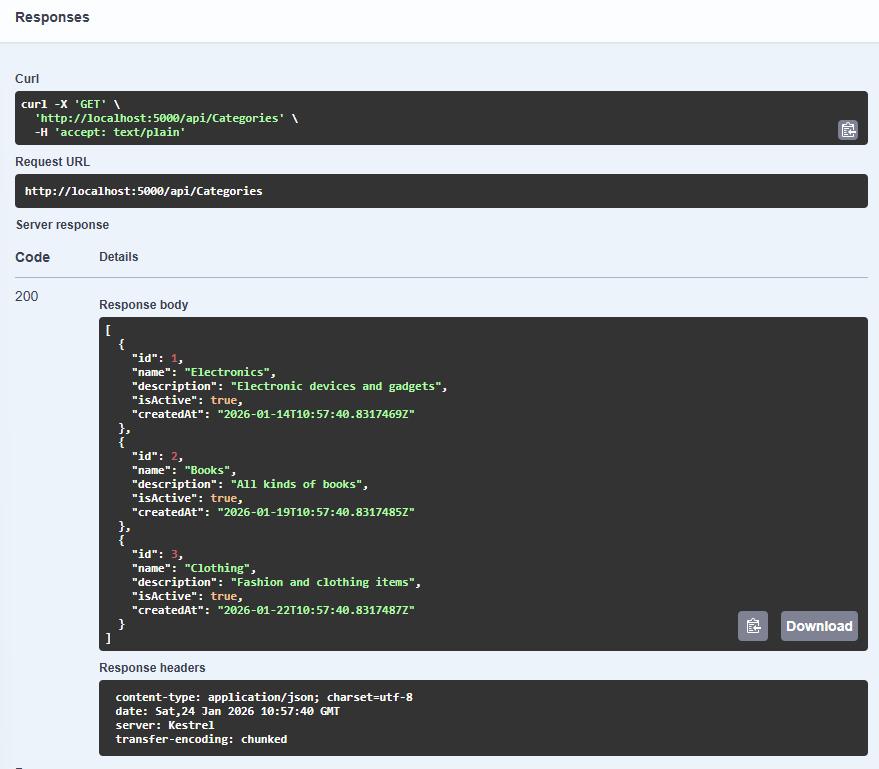 Responses
Curl
curl -X 'GET' \
  'http://localhost:5000/api/Categories' \
  -H 'accept: text/plain'
Request URL
http://localhost:5000/api/Categories
Server response
Code Details
200
Response body
[
  {
    "id": 1,
    "name": "Electronics",
    "description": "Electronic devices and gadgets",
    "isActive": true,
    "createdAt": "2026-01-14T10:57:40.8317469Z"
  },
  {
    "id": 2,
    "name": "Books",
    "description": "All kinds of books",
    "isActive": true,
    "createdAt": "2026-01-19T10:57:40.8317485Z"
  },
  {
    "id": 3,
    "name": "Clothing",
    "description": "Fashion and clothing items",
    "isActive": true,
    "createdAt": "2026-01-22T10:57:40.8317487Z"
  }
]
Download
Response headers
content-type: application/json; charset=utf-8
date: Sat,24 Jan 2026 10:57:40 GMT
server: Kestrel
transfer-encoding: chunked